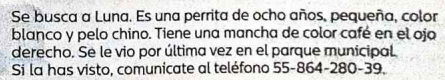 Se busca a Luna. Es una perrita de ocho años, pequeña, color
blanco y pelo chino. Tiene una mancha de color café en el ojo
derecho. Se le vio por última vez en el parque municipal.
Si la has visto, comunicate al teléfono 55-864-280-39.